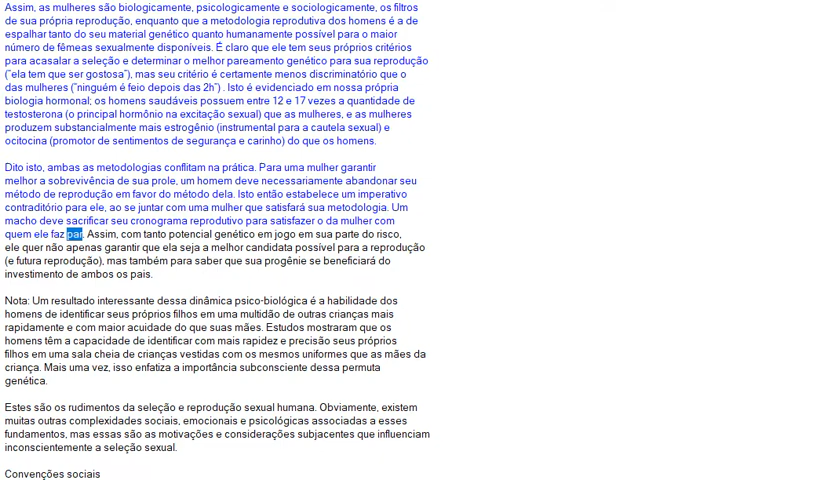 Assim, as mulheres são biologicamente, psicologicamente e sociologicamente, os filtros
de sua própria reprodução, enquanto que a metodologia reprodutiva dos homens é a de
espalhar tanto do seu material genético quanto humanamente possível para o maior
número de fêmeas sexualmente disponíveis. É claro que ele tem seus próprios critérios
para acasalar a seleção e determinar o melhor pareamento genético para sua reprodução
("ela tem que ser gostosa"), mas seu critério é certamente menos discriminatório que o
das mulheres ("ninguém é feio depois das 2h") . Isto é evidenciado em nossa própria
biologia hormonal; os homens saudáveis possuem entre 12 e 17 vezes a quantidade de
testosterona (o principal hormônio na excitação sexual) que as mulheres, e as mulheres
produzem substancialmente mais estrogênio (instrumental para a cautela sexual) e
ocitocina (promotor de sentimentos de segurança e carinho) do que os homens.
Dito isto, ambas as metodologias conflitam na prática. Para uma mulher garantir
melhor a sobrevivência de sua prole, um homem deve necessariamente abandonar seu
método de reprodução em favor do método dela. Isto então estabelece um imperativo
contraditório para ele, ao se juntar com uma mulher que satisfará sua metodologia. Um
macho deve sacrificar seu cronograma reprodutivo para satisfazer o da mulher com
quem ele faz par. Assim, com tanto potencial genético em jogo em sua parte do risco,
ele quer não apenas garantir que ela seja a melhor candidata possível para a reprodução
(e futura reprodução), mas também para saber que sua progênie se beneficiará do
investimento de ambos os pais.
Nota: Um resultado interessante dessa dinâmica psico-biológica é a habilidade dos
homens de identificar seus próprios filhos em uma multidão de outras crianças mais
rapidamente e com maior acuidade do que suas mães. Estudos mostraram que os
homens têm a capacidade de identificar com mais rapidez e precisão seus próprios
filhos em uma sala cheia de crianças vestidas com os mesmos uniformes que as mães da
criança. Mais uma vez, isso enfatiza a importância subconsciente dessa permuta
genética.
Estes são os rudimentos da seleção e reprodução sexual humana. Obviamente, existem
muitas outras complexidades sociais, emocionais e psicológicas associadas a esses
fundamentos, mas essas são as motivações e considerações subjacentes que influenciam
inconscientemente a seleção sexual.
Convenções sociais